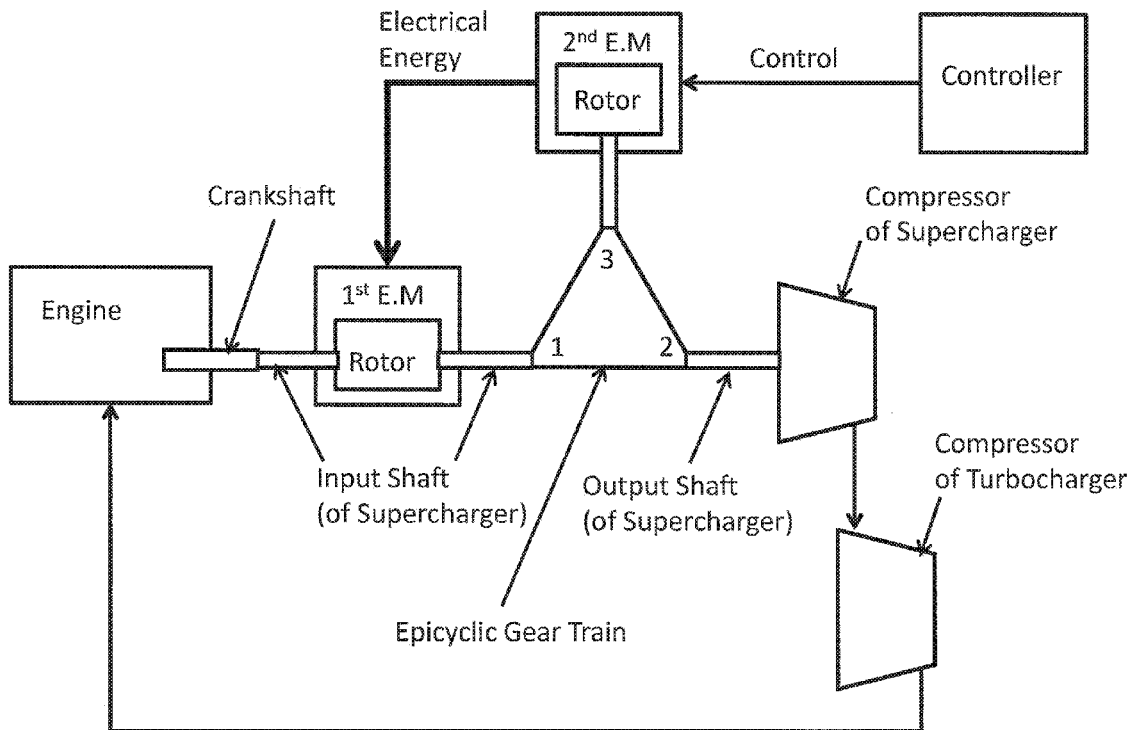 Electrical
Energy
2nd E.M
Rotor
Control
Controller
Crankshaft
Compressor
of Supercharger
Engine
1st E.M
Rotor
3
1
2
Input Shaft
(of Supercharger)
Output Shaft
(of Supercharger)
Compressor
of Turbocharger
Epicyclic Gear Train